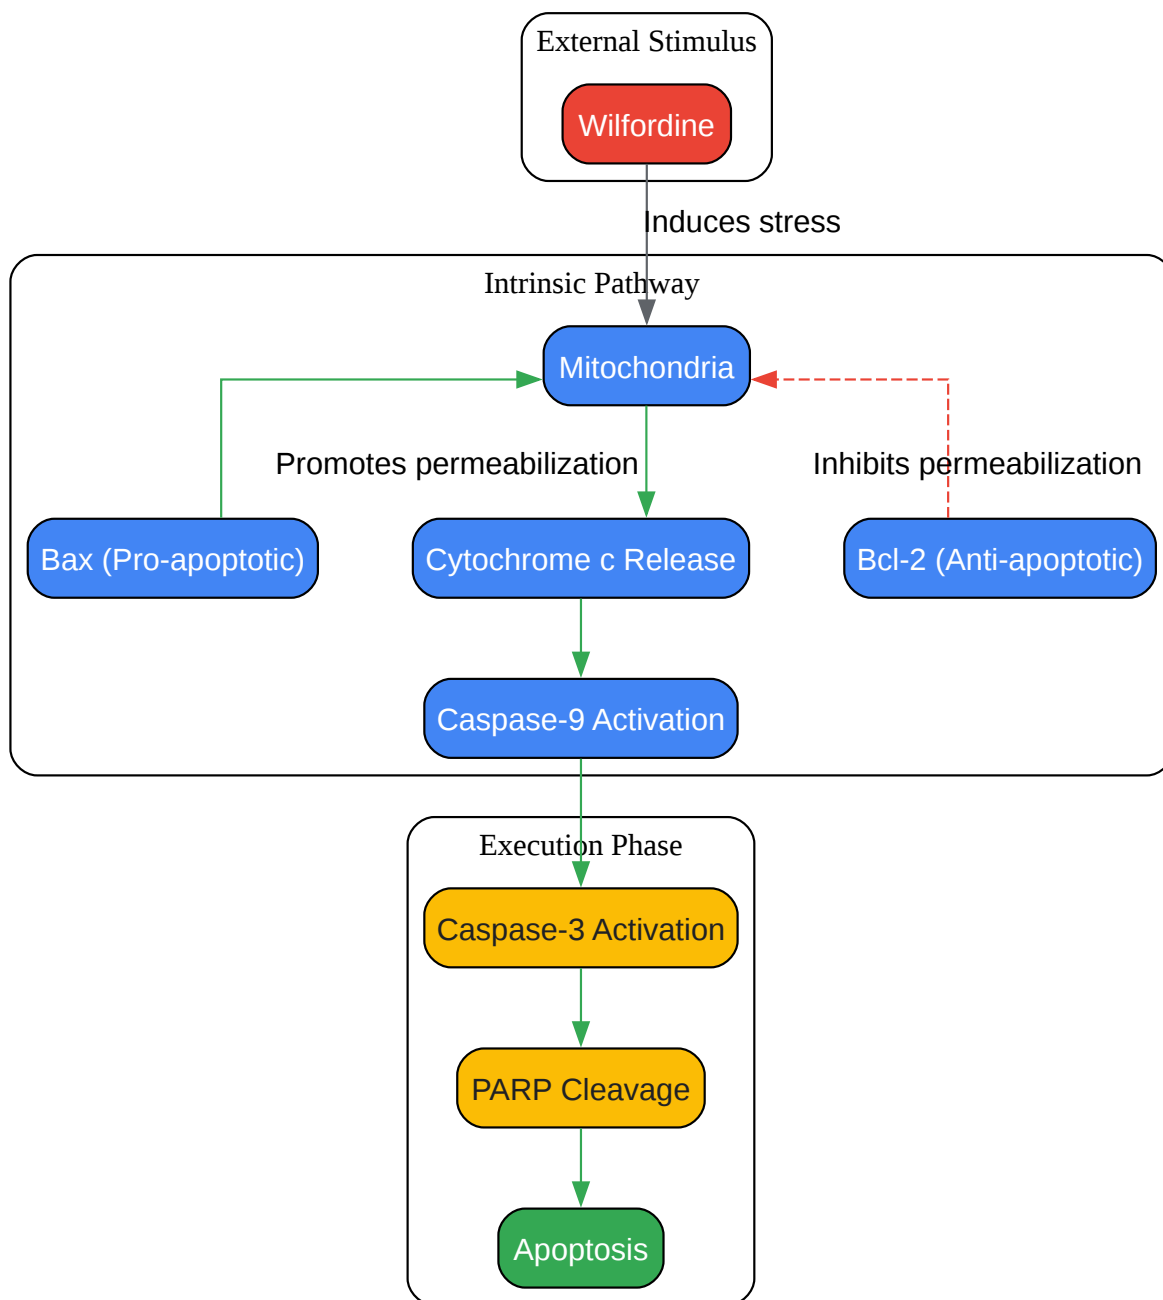 External Stimulus
Wilfordine
Induces stress
Intrinsic Pathway
Mitochondria
Promotes permeabilization
Inhibits permeabilization
Bax (Pro-apoptotic)
Cytochrome c Release
Bcl-2 (Anti-apoptotic)
Caspase-9 Activation
Execution Phase
Caspase-3 Activation
PARP Cleavage
Apoptosis